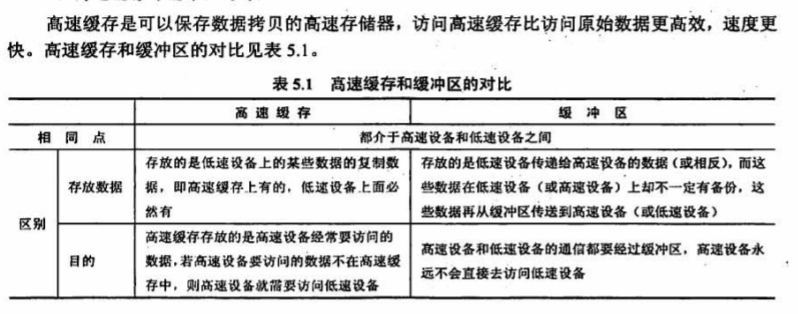 高速缓存是可以保存数据拷贝的高速存储器，访问高速缓存比访问原始数据更高效，速度更
快。高速缓存和缓冲区的对比见表 5.1。
表 5.1 高速缓存和缓冲区的对比
高 速 缓 存 缓 冲 区
相 同 点 都介于高速设备和低速设备之间
区别
存放数据
存放的是低速设备上的某些数据的复制数
据，即高速缓存上有的，低速设备上面必
然有
存放的是低速设备传递给高速设备的数据（或相反），而这
些数据在低速设备（或高速设备）上却不一定有备份，这
些数据再从缓冲区传送到高速设备（或低速设备）
目的
高速缓存存放的是高速设备经常要访问的
数据，若高速设备要访问的数据不在高速缓
存中，则高速设备就需要访问低速设备
高速设备和低速设备的通信都要经过缓冲区，高速设备永
远不会直接去访问低速设备